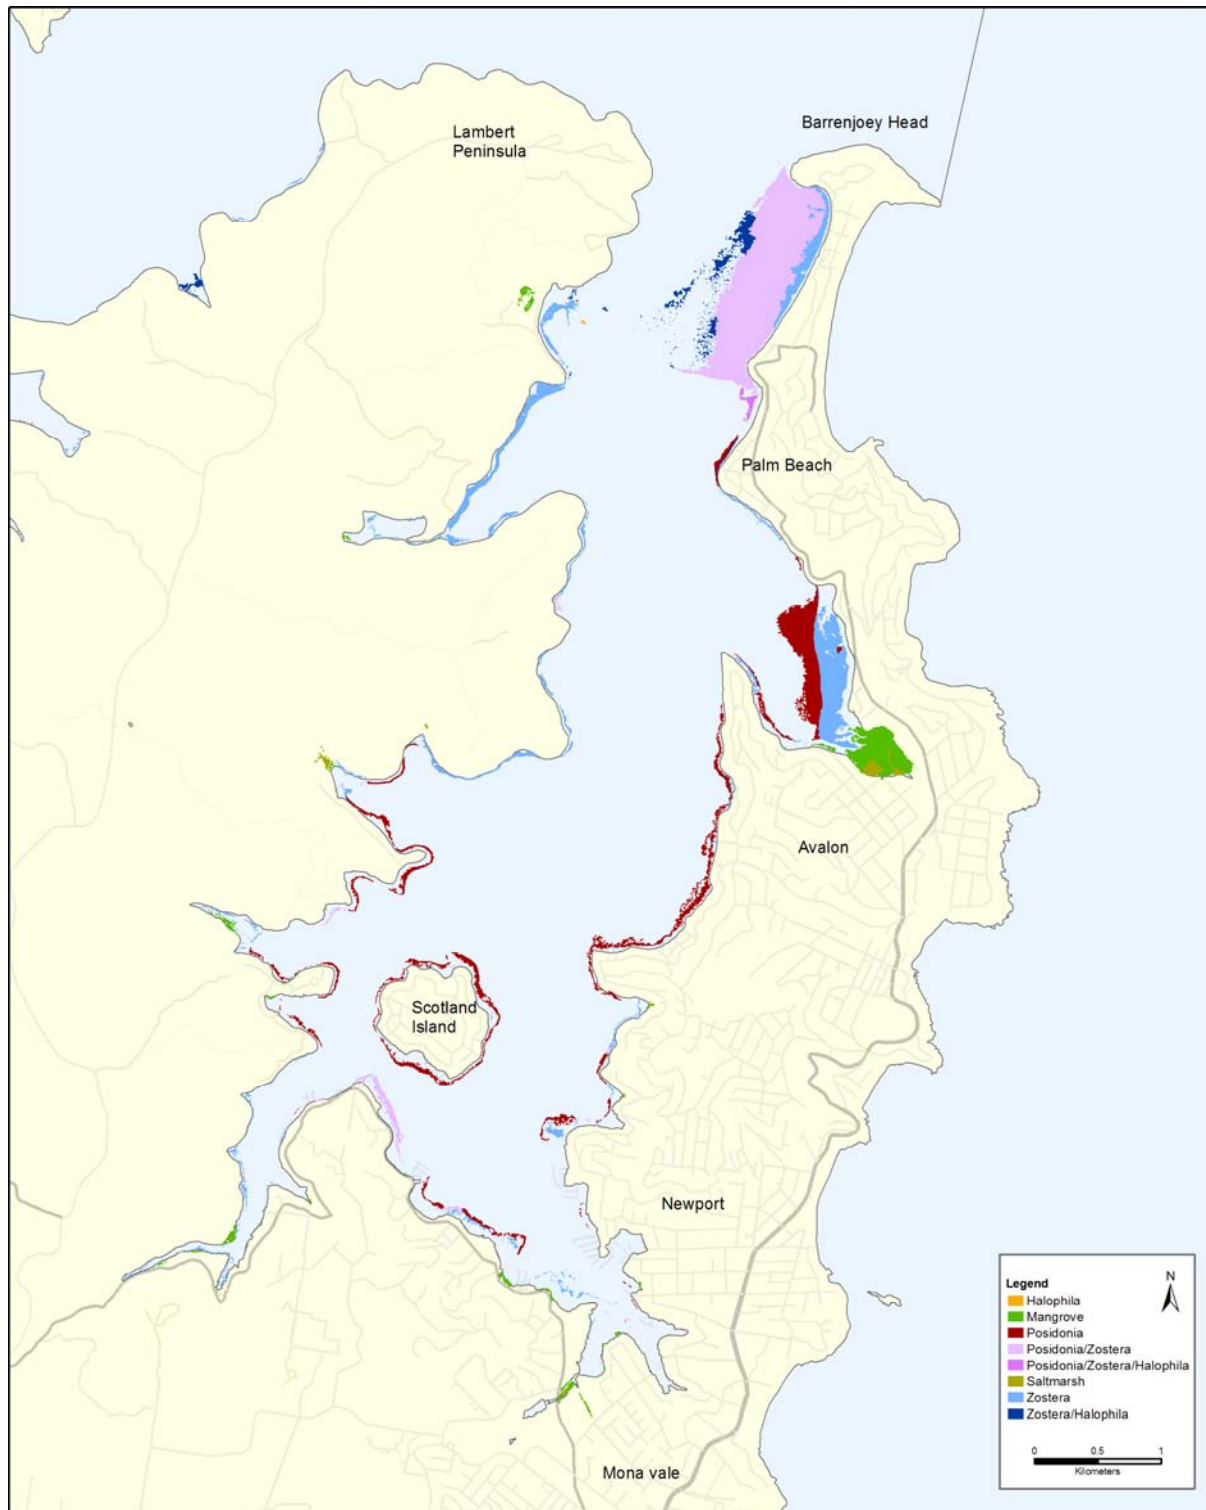 Barrenjoey Head
Lambert
Peninsula
Palm Beach
Avalon
Scotland
Island
Newport
Mona vale
Legend
Halophila
Mangrove
Posidonia
Posidonia/Zostera
Posidonia/Zostera/Halophila
Saltmarsh
Zostera
Zostera/Halophila
N
0 0.5 1
Kilometers